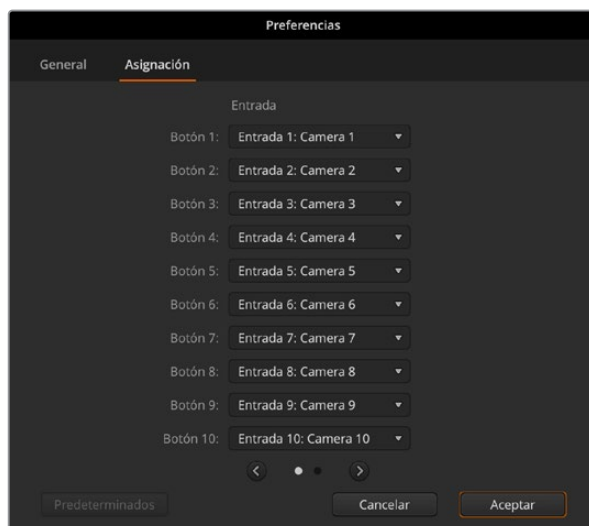 Preferencias
General Asignación
Entrada
Botón 1: Entrada 1: Camera 1
Botón 2: Entrada 2: Camera 2
Botón 3: Entrada 3: Camera 3
Botón 4: Entrada 4: Camera 4
Botón 5: Entrada 5: Camera 5
Botón 6: Entrada 6: Camera 6
Botón 7: Entrada 7: Camera 7
Botón 8: Entrada 8: Camera 8
Botón 9: Entrada 9: Camera 9
Botón 10: Entrada 10: Camera 10
Predeterminados Cancelar Aceptar